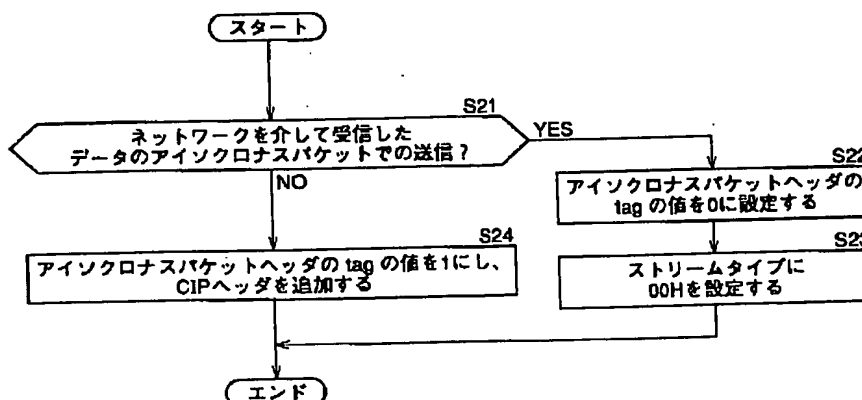 スタート
S21
ネットワークを介して受信した
データのアイソクロナスパケットでの送信？
YES
NO
S22
アイソクロナスパケットヘッダの
tag の値を0に設定する
S24
アイソクロナスパケットヘッダの tag の値を1にし、
CIPヘッダを追加する
S23
ストリームタイプに
00Hを設定する
エンド